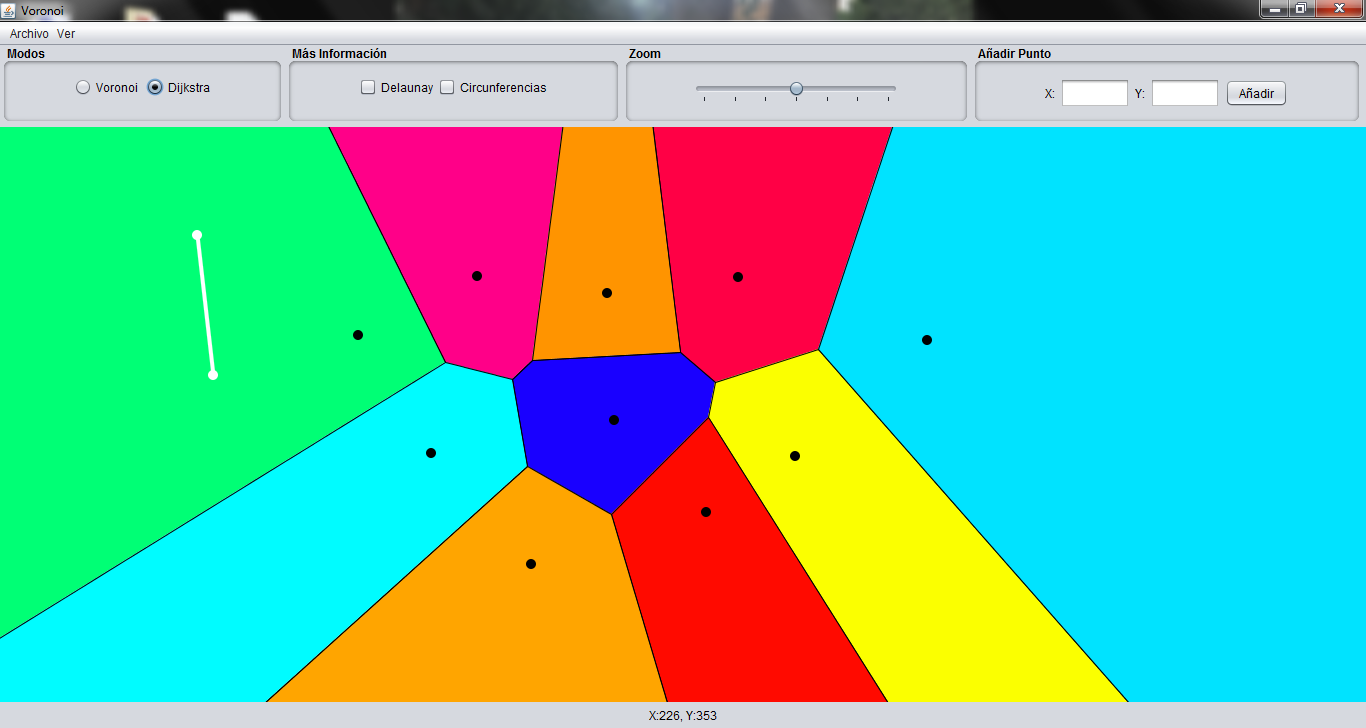 Voronoi
Archivo Ver
Modos Más Información Zoom Añadir Punto
Voronoi Dijkstra Delaunay Circunferencias X: Y: Añadir
X:226, Y:353